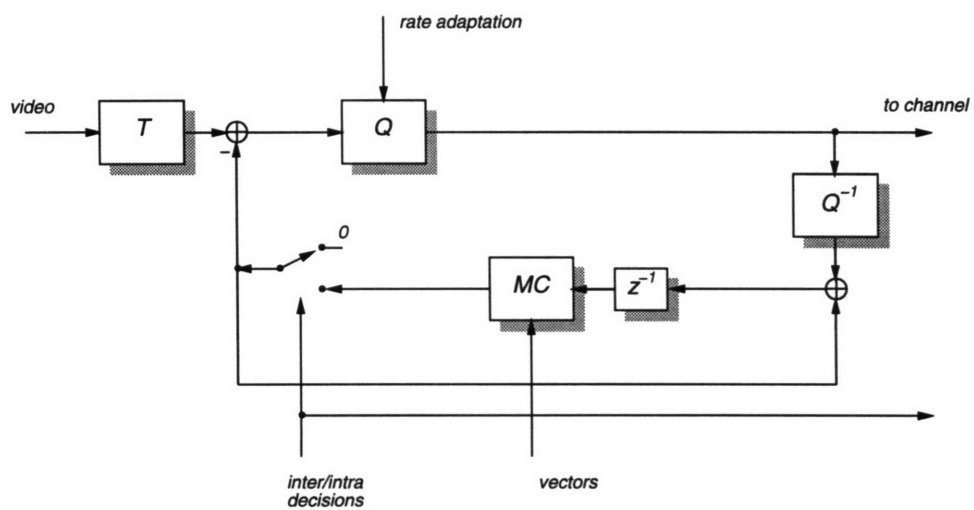 rate adaptation
video
to channel
T
Q
–
Q⁻¹
0
MC
z⁻¹
inter/intra
decisions
vectors